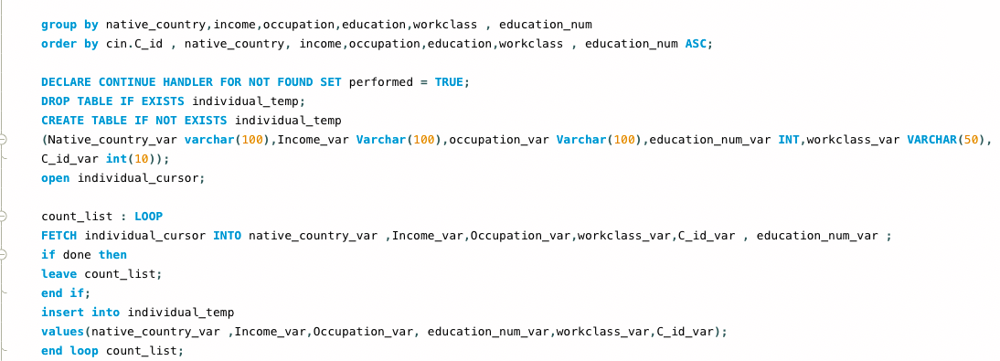 group by native_country,income,occupation,education,workclass , education_num
order by cin.C_id , native_country, income,occupation,education,workclass , education_num ASC;
DECLARE CONTINUE HANDLER FOR NOT FOUND SET performed = TRUE;
DROP TABLE IF EXISTS individual_temp;
CREATE TABLE IF NOT EXISTS individual_temp
(Native_country_var varchar(100),Income_var Varchar(100),occupation_var Varchar(100),education_num_var INT,workclass_var VARCHAR(50),
C_id_var int(10));
open individual_cursor;
count_list : LOOP
FETCH individual_cursor INTO native_country_var ,Income_var,Occupation_var,workclass_var,C_id_var , education_num_var ;
if done then
leave count_list;
end if;
insert into individual_temp
values(native_country_var ,Income_var,Occupation_var, education_num_var,workclass_var,C_id_var);
end loop count_list;